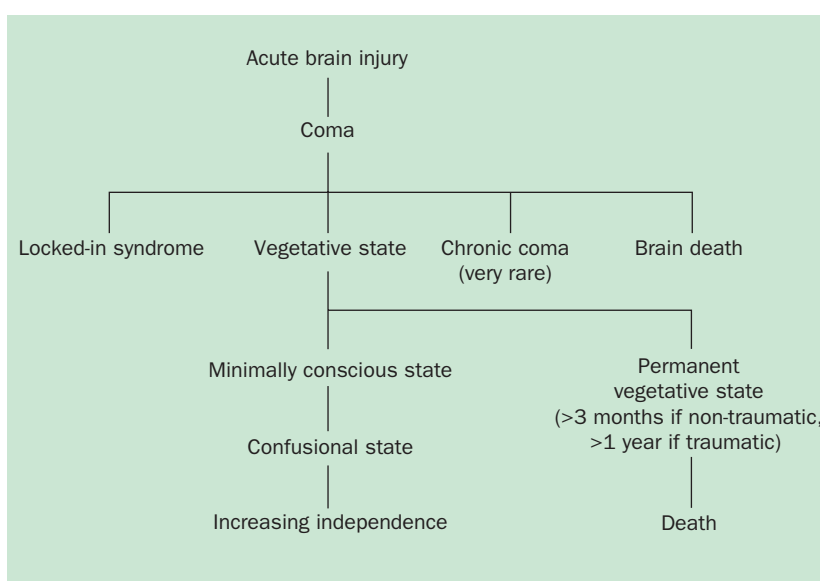 Acute brain injury
Coma
Locked-in syndrome
Vegetative state
Chronic coma
(very rare)
Brain death
Minimally conscious state
Confusional state
Increasing independence
Permanent
vegetative state
(>3 months if non-traumatic,
>1 year if traumatic)
Death